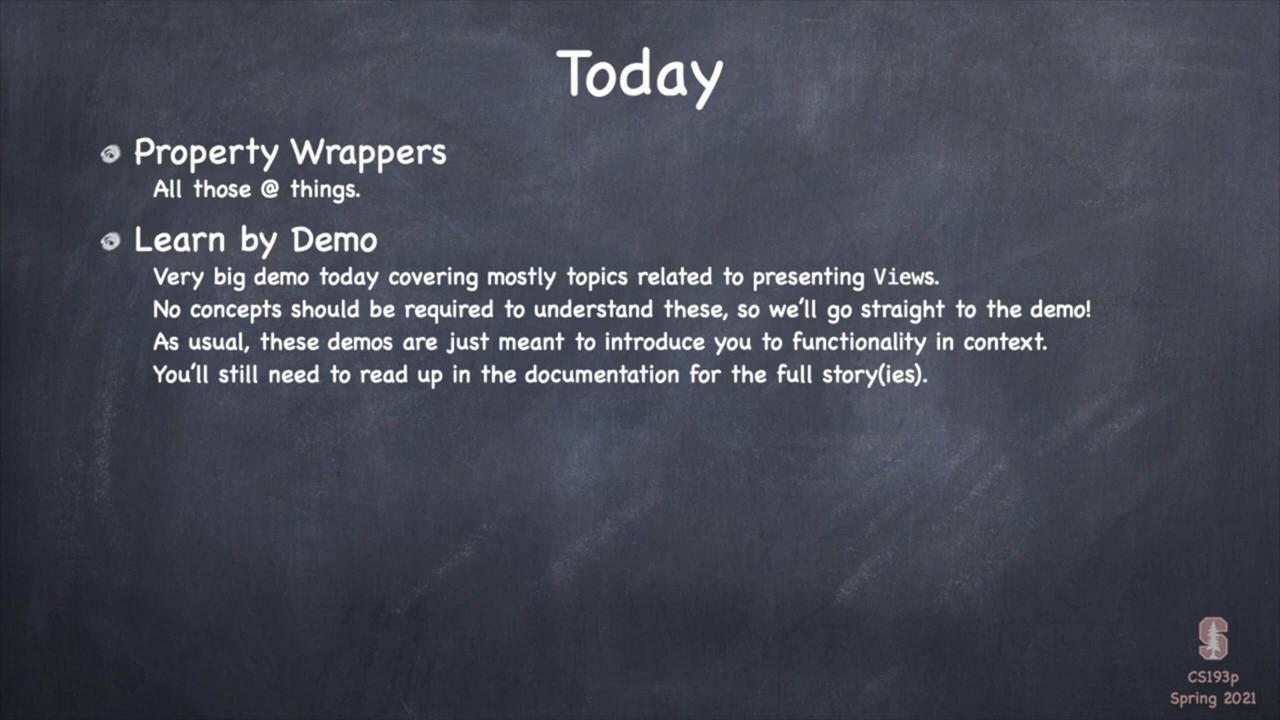 Today
Property Wrappers
All those @ things.
Learn by Demo
Very big demo today covering mostly topics related to presenting Views.
No concepts should be required to understand these, so we'll go straight to the demo!
As usual, these demos are just meant to introduce you to functionality in context.
You'll still need to read up in the documentation for the full story(ies).
S
CS193p
Spring 2021